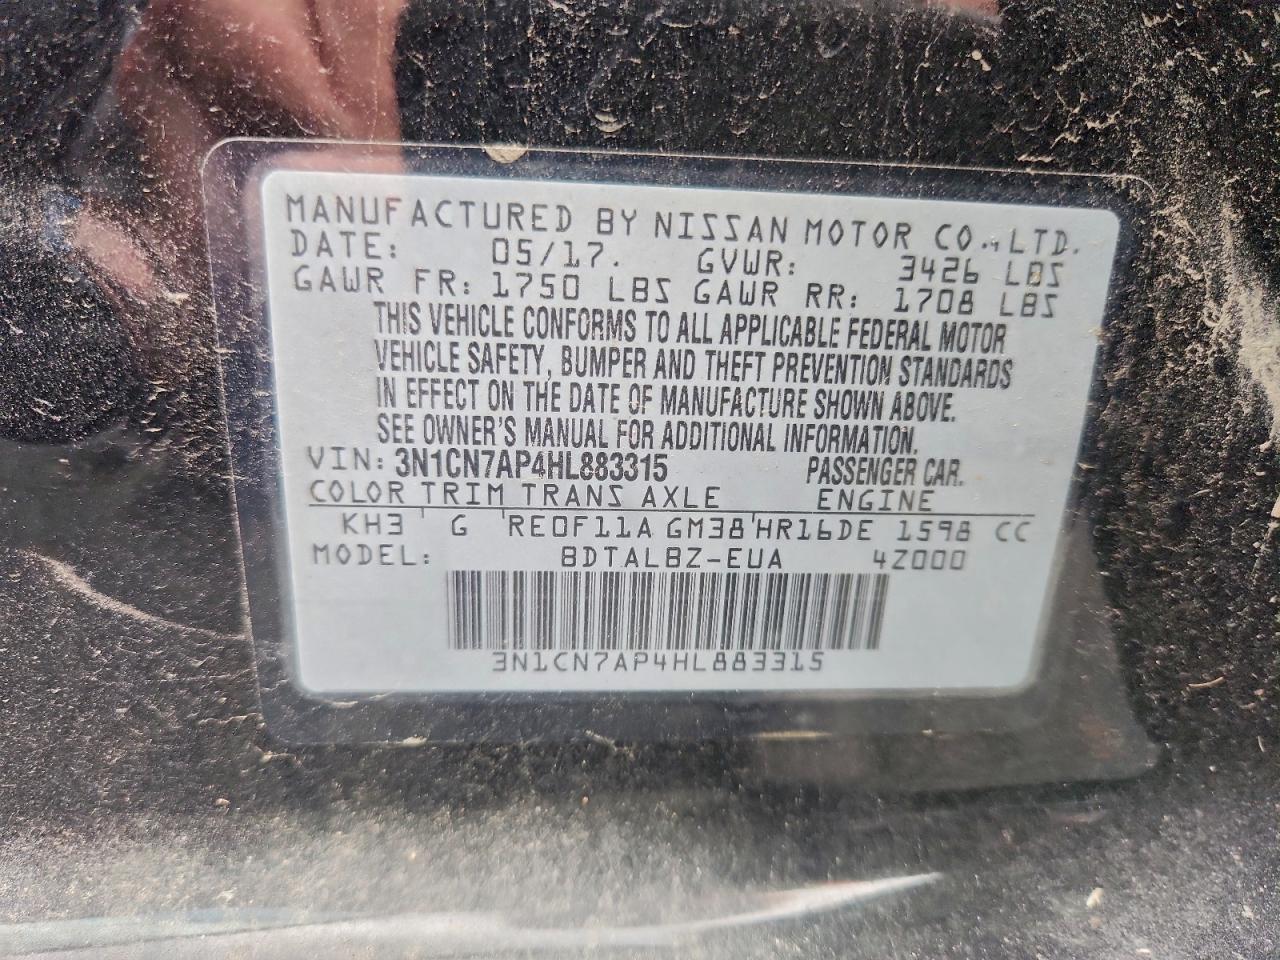 MANUFACTURED BY NISSAN MOTOR CO., LTD.
DATE: 05/17. GVWR: 3426 LBS
GAWR FR: 1750 LBS GAWR RR: 1708 LBS
THIS VEHICLE CONFORMS TO ALL APPLICABLE FEDERAL MOTOR
VEHICLE SAFETY, BUMPER AND THEFT PREVENTION STANDARDS
IN EFFECT ON THE DATE OF MANUFACTURE SHOWN ABOVE.
SEE OWNER'S MANUAL FOR ADDITIONAL INFORMATION.
VIN: 3N1CN7AP4HL883315 PASSENGER CAR.
COLOR TRIM TRANS AXLE ENGINE
KH3 G RE0F11A GM38 HR16DE 1598 CC
MODEL: BDTALBZ-EUA 4Z000
3N1CN7AP4HL883315